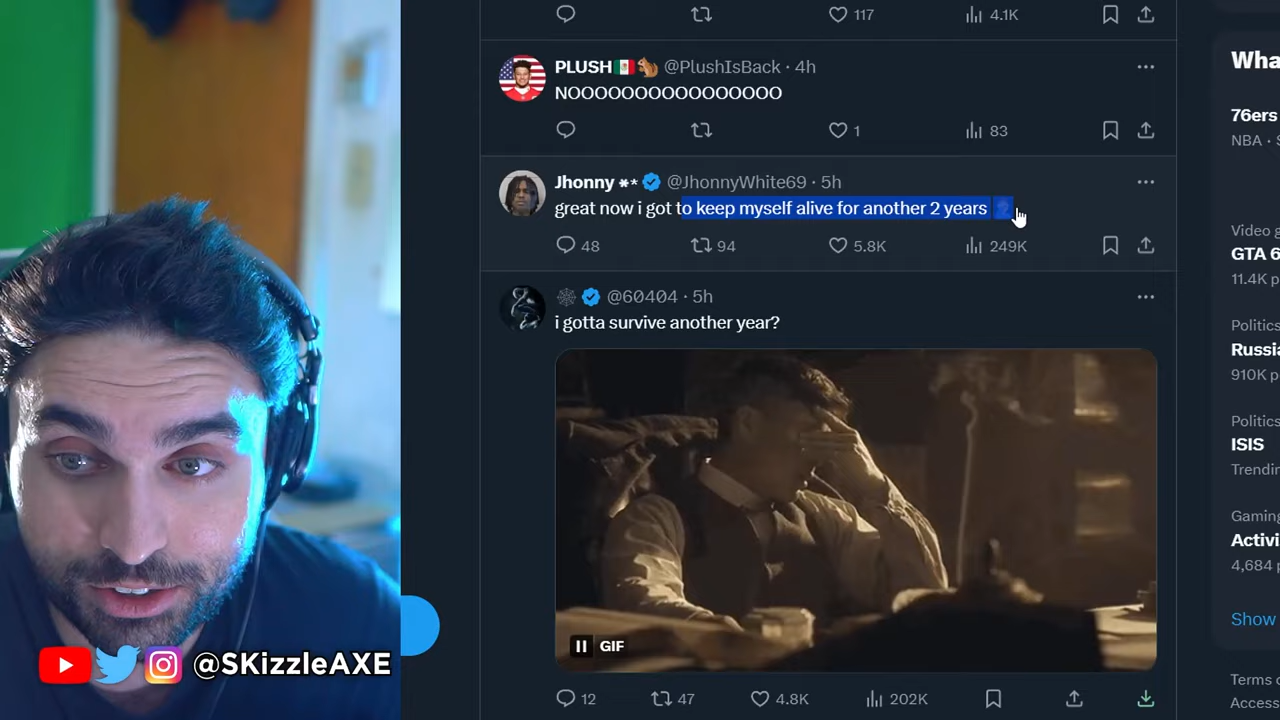 117
4.1K
PLUSH @PlushIsBack · 4h
NOOOOOOOOOOOOOOOO
1
83
Jhonny ** @JhonnyWhite69 · 5h
great now i got to keep myself alive for another 2 years
48
94
5.8K
249K
@60404 · 5h
i gotta survive another year?
GIF
12
47
4.8K
202K
Wha
76ers
NBA · S
Video g
GTA 6
11.4K p
Politics
Russia
910K p
Politics
ISIS
Trendin
Gaming
Activi
4,684 p
Show
Terms o
Access
@SKizzleAXE